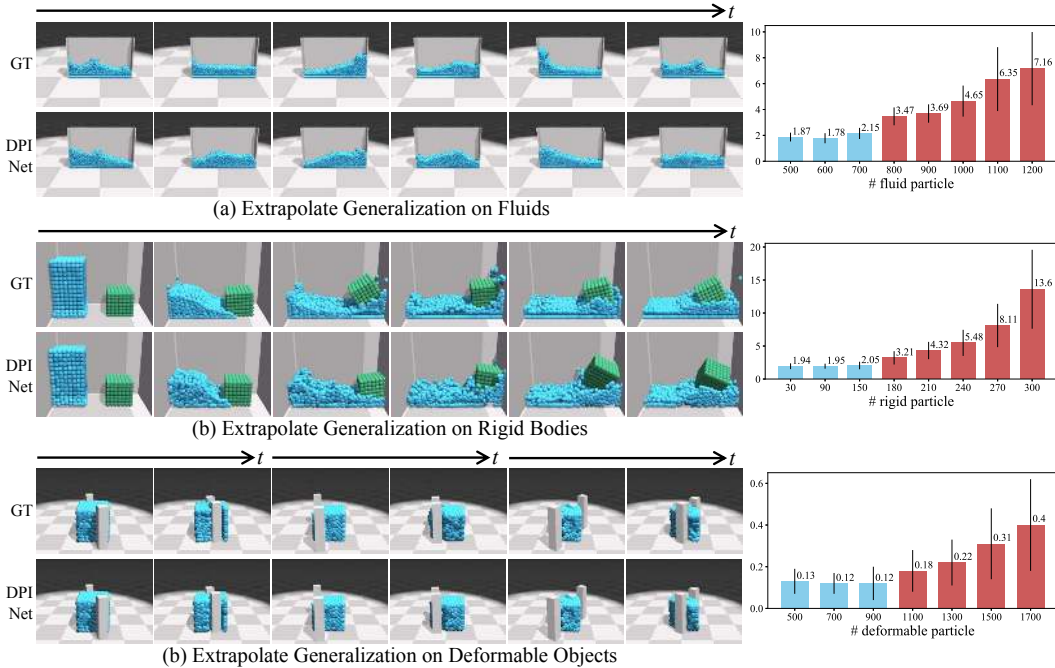 t
GT
DPI
Net
(a) Extrapolate Generalization on Fluids
10
8
6
4
2
0
1.87
1.78
2.15
3.47
3.69
4.65
6.35
7.16
500 600 700 800 900 1000 1100 1200
# fluid particle
t
GT
DPI
Net
(b) Extrapolate Generalization on Rigid Bodies
20
15
10
5
0
1.94
1.95
2.05
3.21
4.32
5.48
8.11
13.6
30 90 150 180 210 240 270 300
# rigid particle
t t t
GT
DPI
Net
(b) Extrapolate Generalization on Deformable Objects
0.6
0.4
0.2
0.0
0.13
0.12
0.12
0.18
0.22
0.31
0.4
500 700 900 1100 1300 1500 1700
# deformable particle